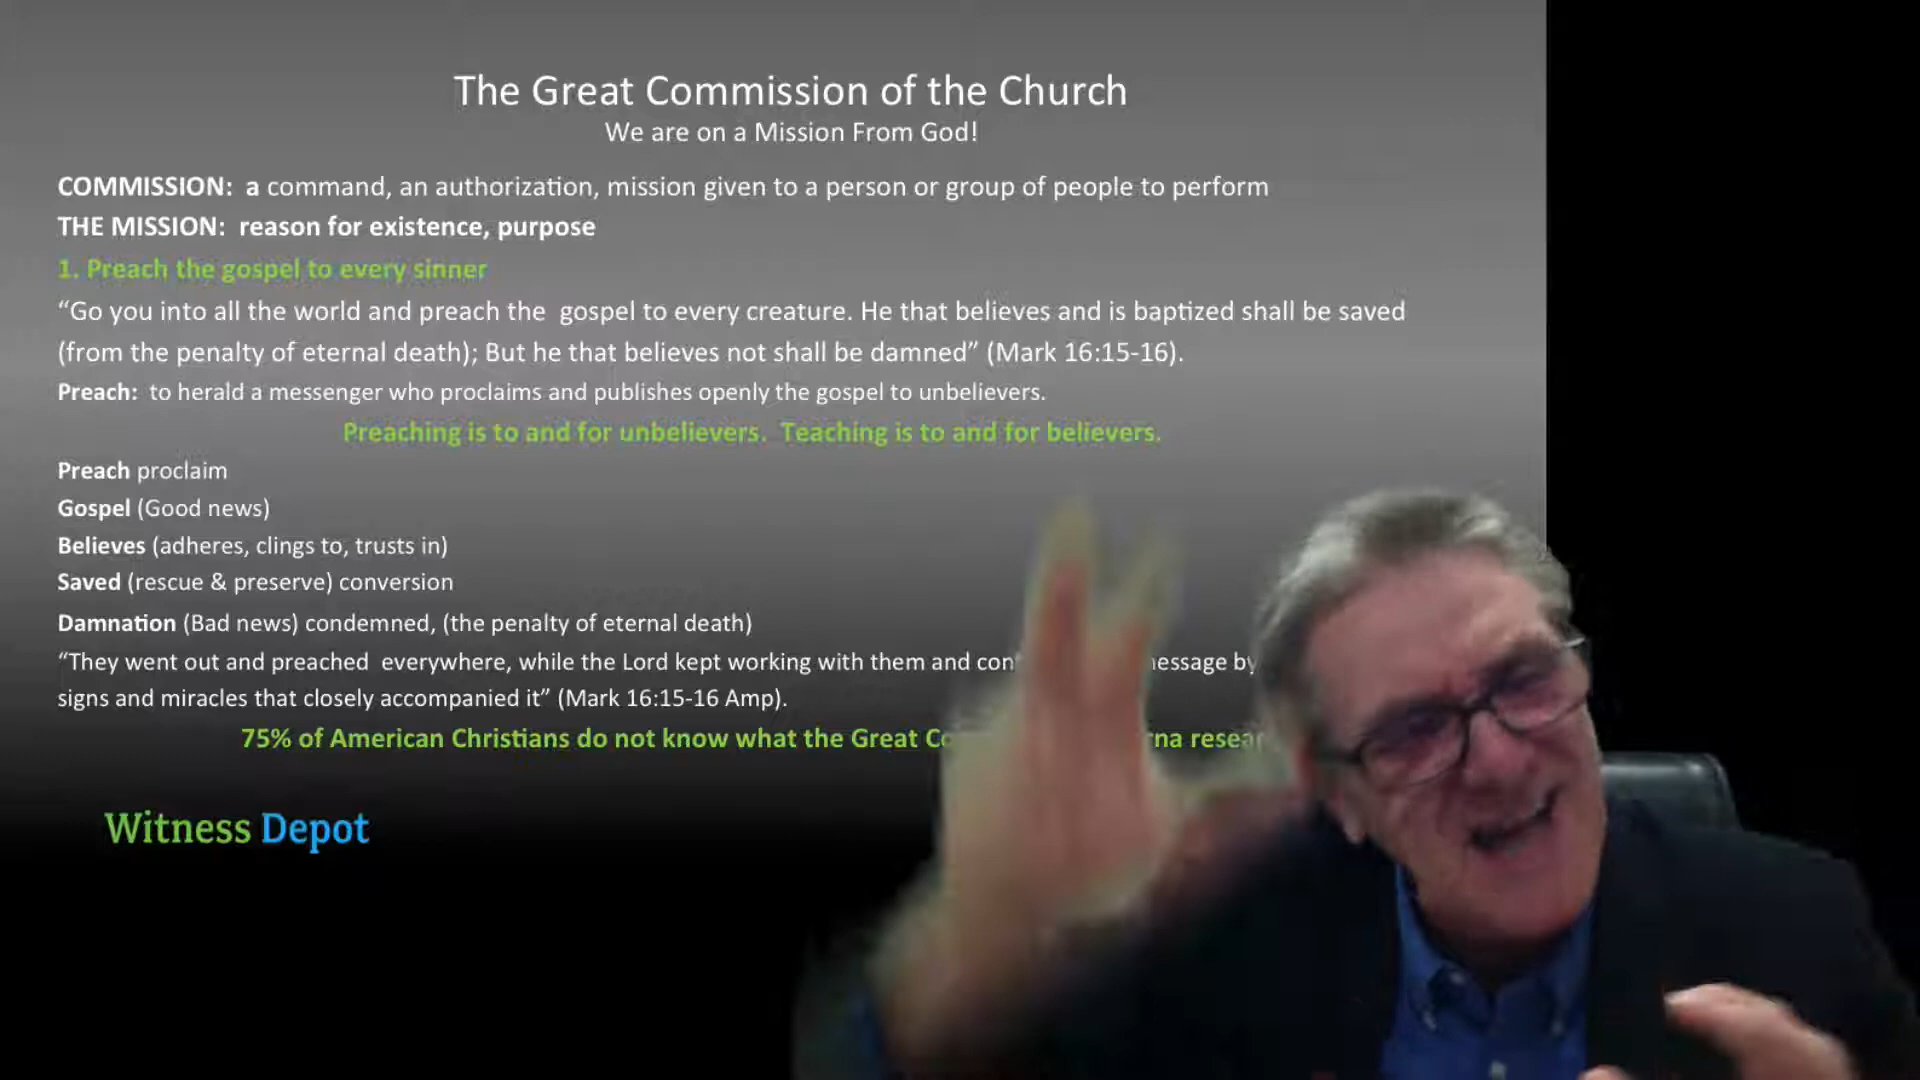 The Great Commission of the Church
We are on a Mission From God!
COMMISSION: a command, an authorization, mission given to a person or group of people to perform
THE MISSION: reason for existence, purpose
1. Preach the gospel to every sinner
“Go you into all the world and preach the gospel to every creature. He that believes and is baptized shall be saved
(from the penalty of eternal death); But he that believes not shall be damned” (Mark 16:15-16).
Preach: to herald a messenger who proclaims and publishes openly the gospel to unbelievers.
Preaching is to and for unbelievers. Teaching is to and for believers.
Preach proclaim
Gospel (Good news)
Believes (adheres, clings to, trusts in)
Saved (rescue & preserve) conversion
Damnation (Bad news) condemned, (the penalty of eternal death)
“They went out and preached everywhere, while the Lord kept working with them and by
signs and miracles that closely accompanied it” (Mark 16:15-16 Amp).
75% of American Christians do not know what the Great
Witness Depot